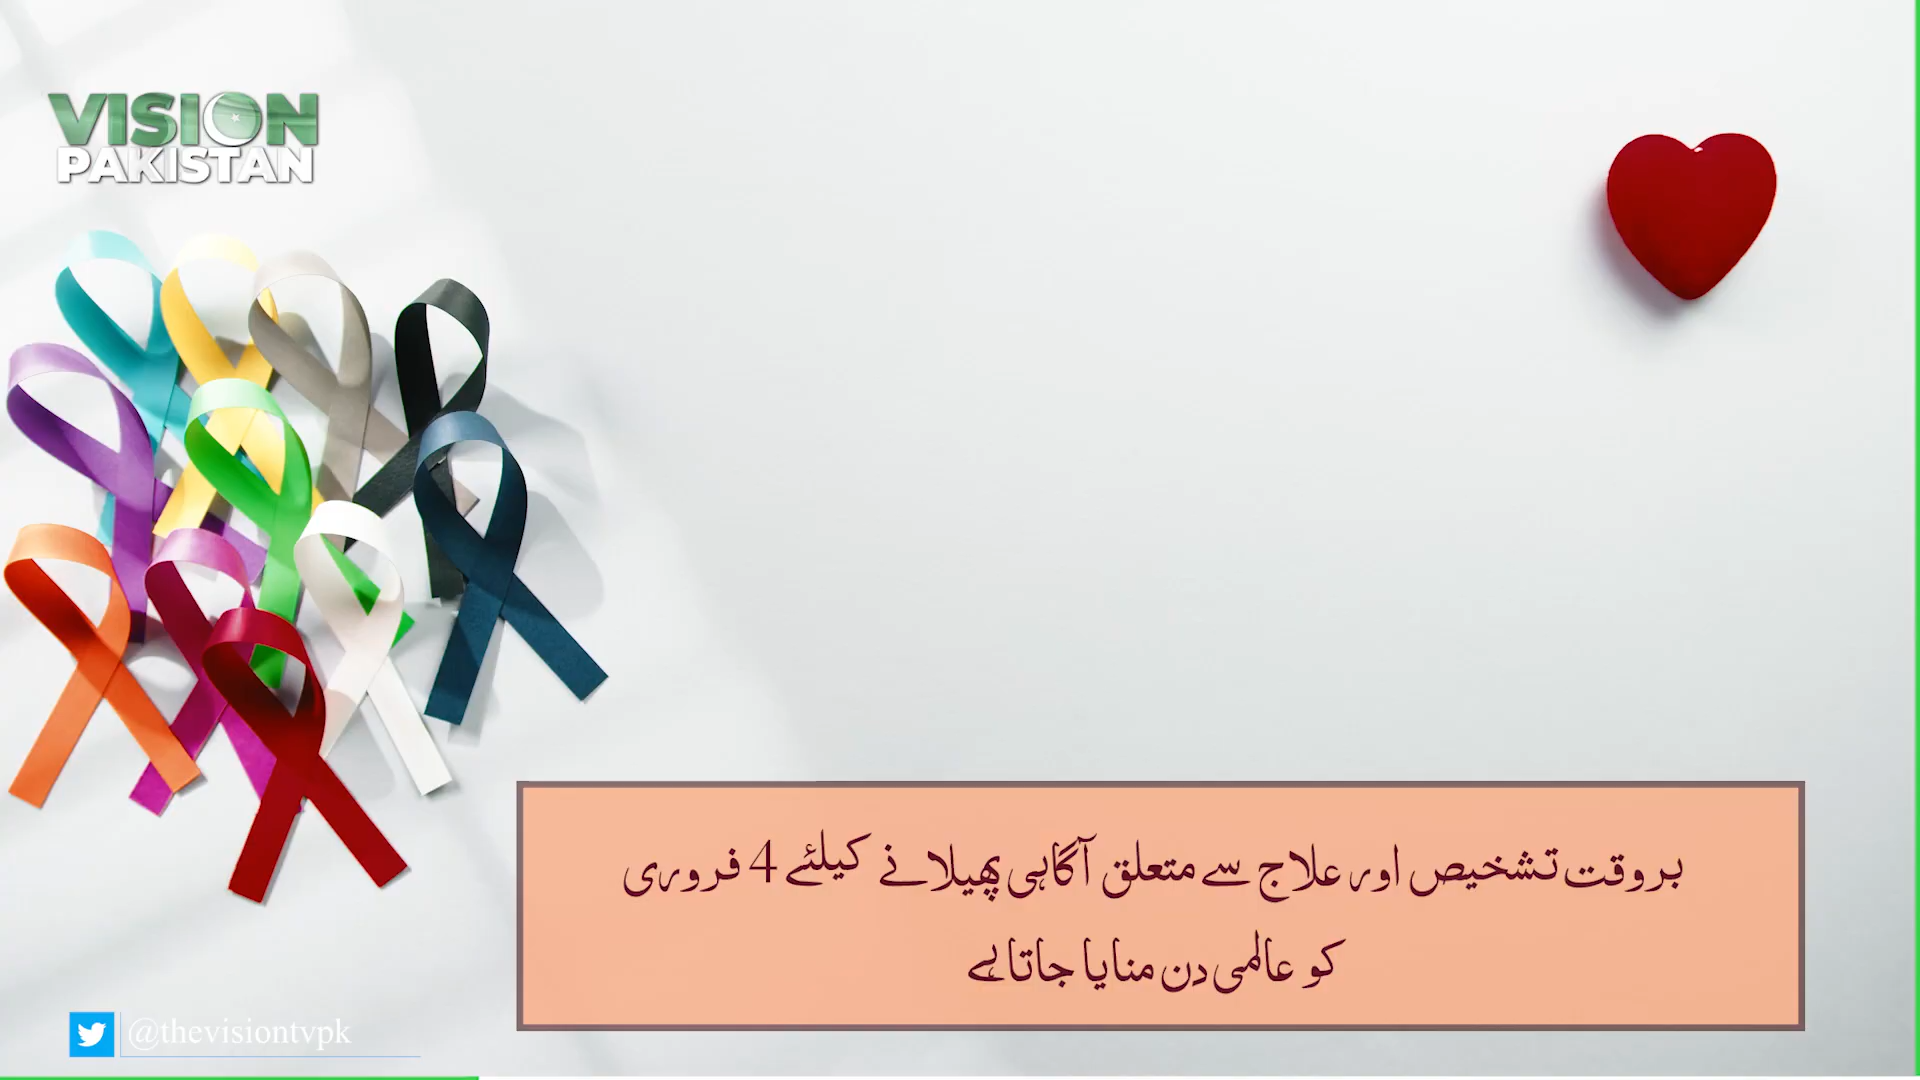 VISION
PAKISTAN
بروقت تشخیص اور علاج سے متعلق آگاہی پھیلانے کیلئے 4 فروری
کو عالمی دن منایا جاتا ہے
@thevisiontvpk